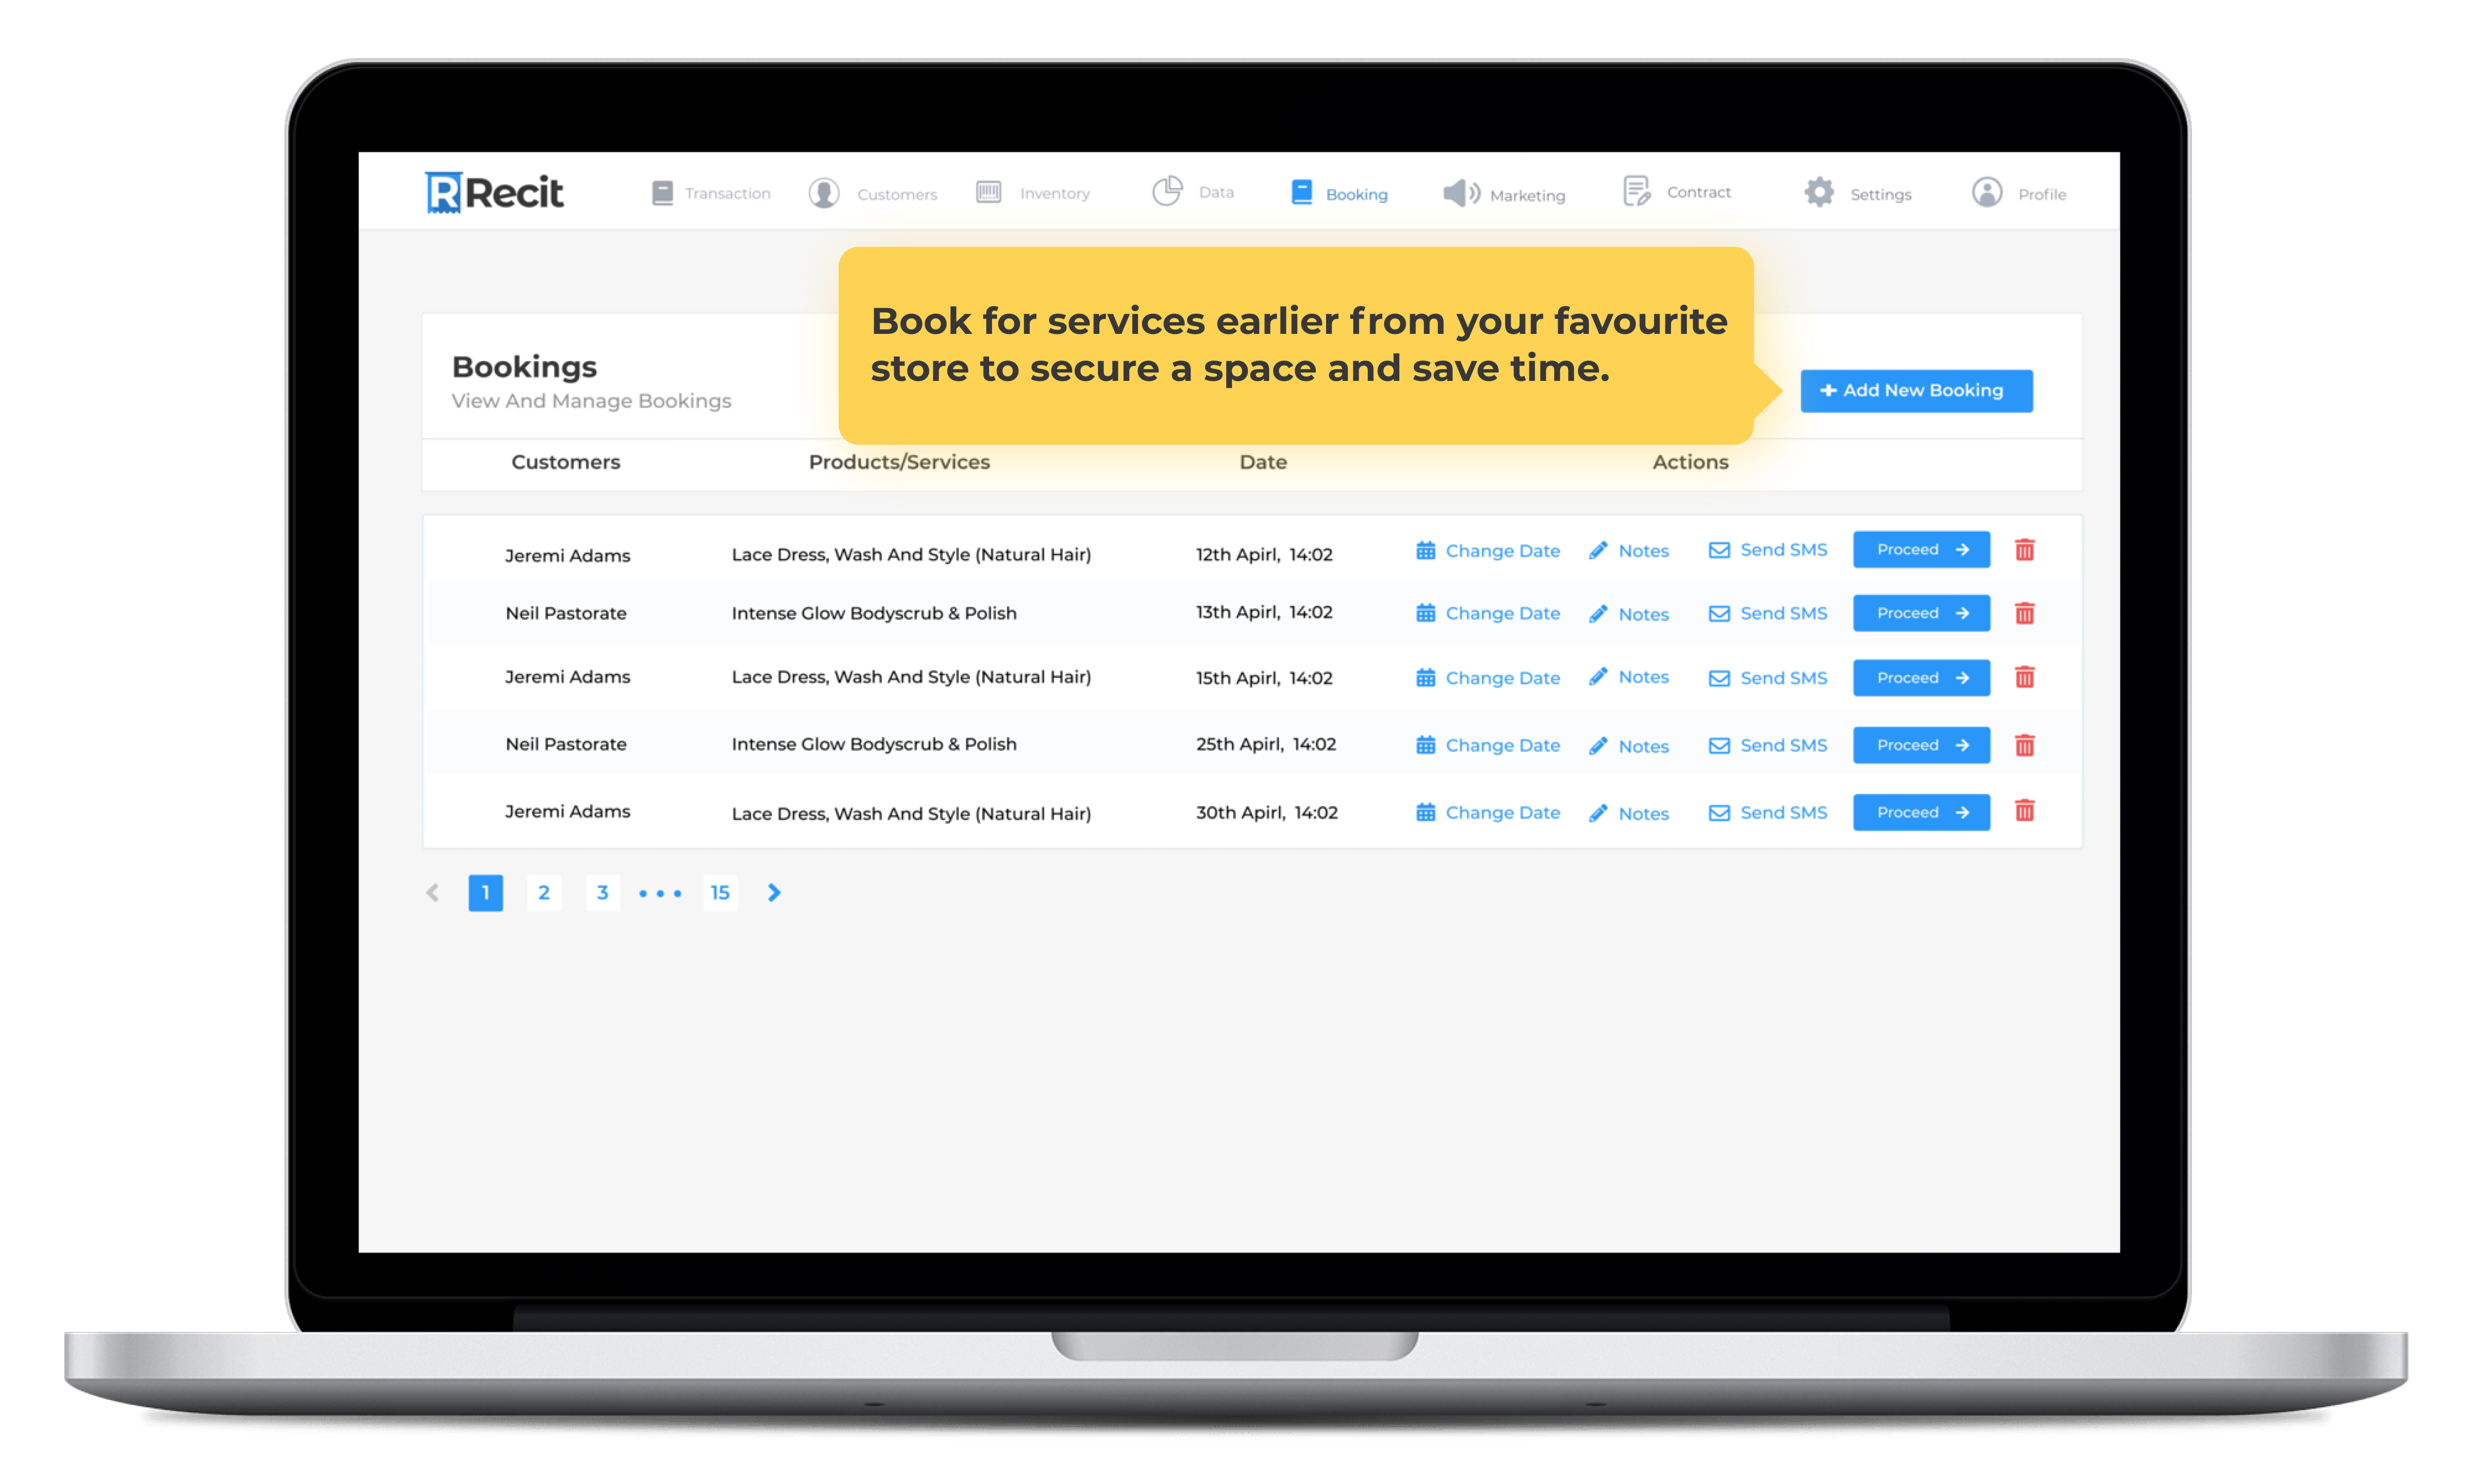 R Recit Transaction Customers Inventory Data Booking Marketing Contract Settings Profile
Book for services earlier from your favourite
store to secure a space and save time.
Bookings
View And Manage Bookings
+ Add New Booking
Customers Products/Services Date Actions
Jeremi Adams Lace Dress, Wash And Style (Natural Hair) 12th Apirl, 14:02 Change Date Notes Send SMS Proceed →
Neil Pastorate Intense Glow Bodyscrub & Polish 13th Apirl, 14:02 Change Date Notes Send SMS Proceed →
Jeremi Adams Lace Dress, Wash And Style (Natural Hair) 15th Apirl, 14:02 Change Date Notes Send SMS Proceed →
Neil Pastorate Intense Glow Bodyscrub & Polish 25th Apirl, 14:02 Change Date Notes Send SMS Proceed →
Jeremi Adams Lace Dress, Wash And Style (Natural Hair) 30th Apirl, 14:02 Change Date Notes Send SMS Proceed →
< 1 2 3 ••• 15 >